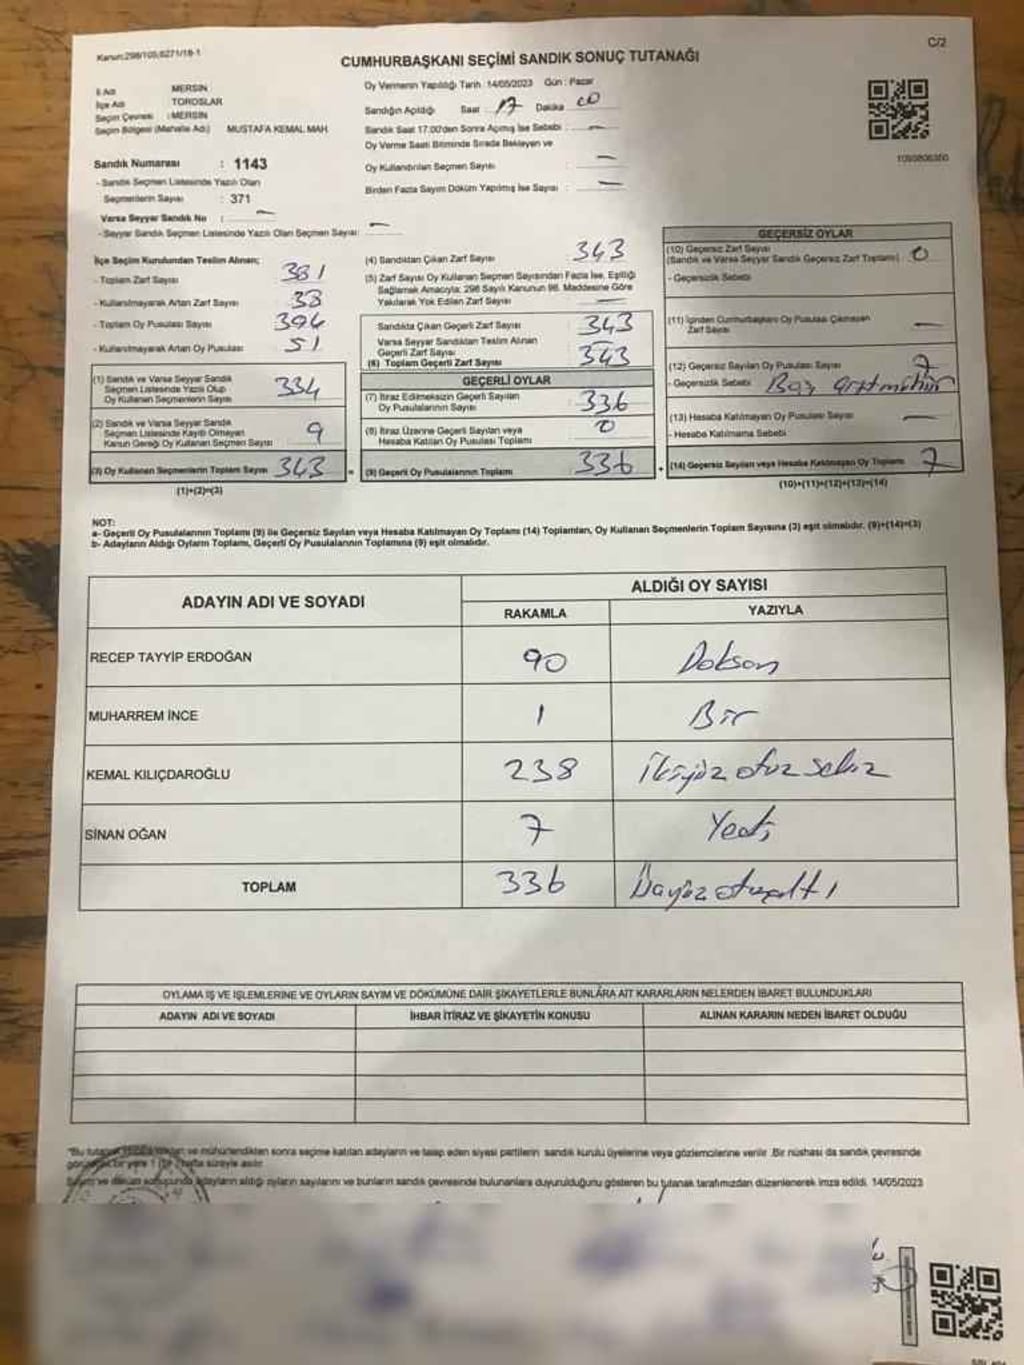 Kanun:298/105,6271/18-1
C/2
CUMHURBAŞKANI SEÇİMİ SANDIK SONUÇ TUTANAĞI
İl Adı : MERSİN
İlçe Adı TOROSLAR
Seçim Çevresi : MERSİN
Seçim Bölgesi (Mahalle Adı) MUSTAFA KEMAL MAH.
Sandık Numarası : 1143
- Sandık Seçmen Listesinde Yazılı Olan
Seçmenlerin Sayısı : 371
Varsa Seyyar Sandık No : —
- Seyyar Sandık Seçmen Listesinde Yazılı Olan Seçmen Sayısı : —
Oy Vermenin Yapıldığı Tarih :14/05/2023 Gün : Pazar
Sandığın Açıldığı Saat : 17 Dakika 00
Sandık Saat 17:00'den Sonra Açılmış İse Sebebi : —
Oy Verme Saati Bitiminde Sırada Bekleyen ve
Oy Kullandırılan Seçmen Sayısı : —
Birden Fazla Sayım Döküm Yapılmış İse Sayısı : —
1090806350
İlçe Seçim Kurulundan Teslim Alınan;
- Toplam Zarf Sayısı 381
- Kullanılmayarak Artan Zarf Sayısı 38
- Toplam Oy Pusulası Sayısı 394
- Kullanılmayarak Artan Oy Pusulası 51
(1) Sandık ve Varsa Seyyar Sandık
Seçmen Listesinde Yazılı Olup
Oy Kullanan Seçmenlerin Sayısı 334
(2) Sandık ve Varsa Seyyar Sandık
Seçmen Listesinde Kayıtlı Olmayan
Kanun Gereği Oy Kullanan Seçmen Sayısı 9
(3) Oy Kullanan Seçmenlerin Toplam Sayısı 343
(1)+(2)=(3)
(4) Sandıktan Çıkan Zarf Sayısı 343
(5) Zarf Sayısı Oy Kullanan Seçmen Sayısından Fazla İse, Eşitliği
Sağlamak Amacıyla; 298 Sayılı Kanunun 98. Maddesine Göre
Yakılarak Yok Edilen Zarf Sayısı —
Sandıkta Çıkan Geçerli Zarf Sayısı : 343
Varsa Seyyar Sandıktan Teslim Alınan
Geçerli Zarf Sayısı —
(6) Toplam Geçerli Zarf Sayısı 343
GEÇERLİ OYLAR
(7) İtiraz Edilmeksizin Geçerli Sayılan
Oy Pusulalarının Sayısı 336
(8) İtiraz Üzerine Geçerli Sayılan veya
Hesaba Katılan Oy Pusulası Toplamı 0
(9) Geçerli Oy Pusulalarının Toplamı 336
GEÇERSİZ OYLAR
(10) Geçersiz Zarf Sayısı
(Sandık ve Varsa Seyyar Sandık Geçersiz Zarf Toplamı) 0
- Geçersizlik Sebebi
(11) İçinden Cumhurbaşkanı Oy Pusulası Çıkmayan
Zarf Sayısı —
(12) Geçersiz Sayılan Oy Pusulası Sayısı 7
- Geçersizlik Sebebi
(13) Hesaba Katılmayan Oy Pusulası Sayısı —
- Hesaba Katılmama Sebebi
(14) Geçersiz Sayılan veya Hesaba Katılmayan Oy Toplamı 7
(10)+(11)+(12)+(13)=(14)
NOT:
a- Geçerli Oy Pusulalarının Toplamı (9) ile Geçersiz Sayılan veya Hesaba Katılmayan Oy Toplamı (14) Toplamları, Oy Kullanan Seçmenlerin Toplam Sayısına (3) eşit olmalıdır. (9)+(14)=(3)
b- Adayların Aldığı Oyların Toplamı, Geçerli Oy Pusulalarının Toplamına (9) eşit olmalıdır.
ADAYIN ADI VE SOYADI
ALDIĞI OY SAYISI
RAKAMLA YAZIYLA
RECEP TAYYİP ERDOĞAN 90 Doksan
MUHARREM İNCE 1 Bir
KEMAL KILIÇDAROĞLU 238 İkiyüz otuz sekiz
SİNAN OĞAN 7 Yedi
TOPLAM 336 Üçyüz otuzaltı
OYLAMA İŞ VE İŞLEMLERİNE VE OYLARIN SAYIM VE DÖKÜMÜNE DAİR ŞİKAYETLERLE BUNLARA AİT KARARLARIN NELERDEN İBARET BULUNDUKLARI
ADAYIN ADI VE SOYADI İHBAR İTİRAZ VE ŞİKAYETİN KONUSU ALINAN KARARIN NEDEN İBARET OLDUĞU
"Bu ve mühürlendikten sonra seçime katılan adayların ve talep eden siyasi partilerin sandık kurulu üyelerine veya gözlemcilerine verilir .Bir nüshası da sandık çevresinde
bir yere 1 hafta süreyle asılır.
Sayım ve döküm sonucunda adayların aldığı oyların sayılarını ve bunların sandık çevresinde bulunanlara duyurulduğunu gösteren bu tutanak tarafımızdan düzenlenerek imza edildi. 14/05/2023